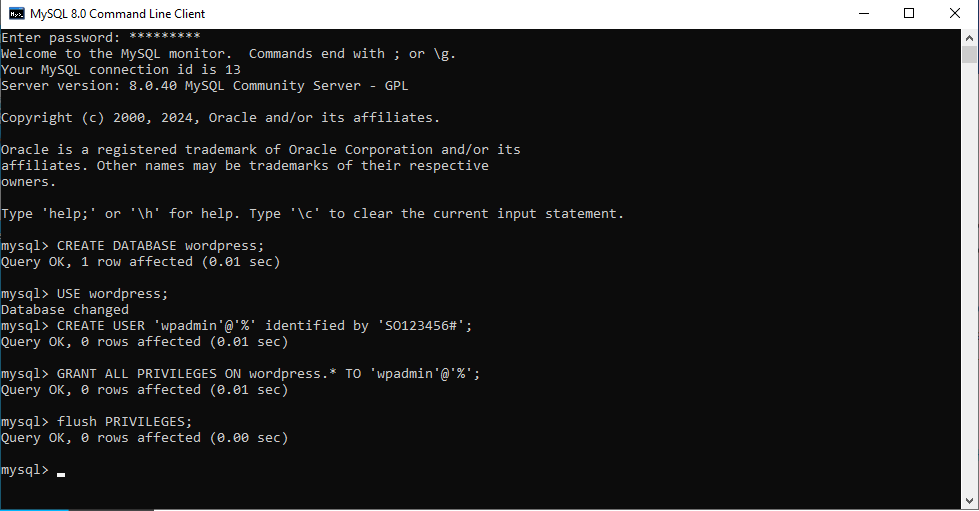 MySQL 8.0 Command Line Client
Enter password: *********
Welcome to the MySQL monitor.  Commands end with ; or \g.
Your MySQL connection id is 13
Server version: 8.0.40 MySQL Community Server - GPL

Copyright (c) 2000, 2024, Oracle and/or its affiliates.

Oracle is a registered trademark of Oracle Corporation and/or its
affiliates. Other names may be trademarks of their respective
owners.

Type 'help;' or '\h' for help. Type '\c' to clear the current input statement.

mysql> CREATE DATABASE wordpress;
Query OK, 1 row affected (0.01 sec)

mysql> USE wordpress;
Database changed
mysql> CREATE USER 'wpadmin'@'%' identified by 'SO123456#';
Query OK, 0 rows affected (0.01 sec)

mysql> GRANT ALL PRIVILEGES ON wordpress.* TO 'wpadmin'@'%';
Query OK, 0 rows affected (0.01 sec)

mysql> flush PRIVILEGES;
Query OK, 0 rows affected (0.00 sec)

mysql>